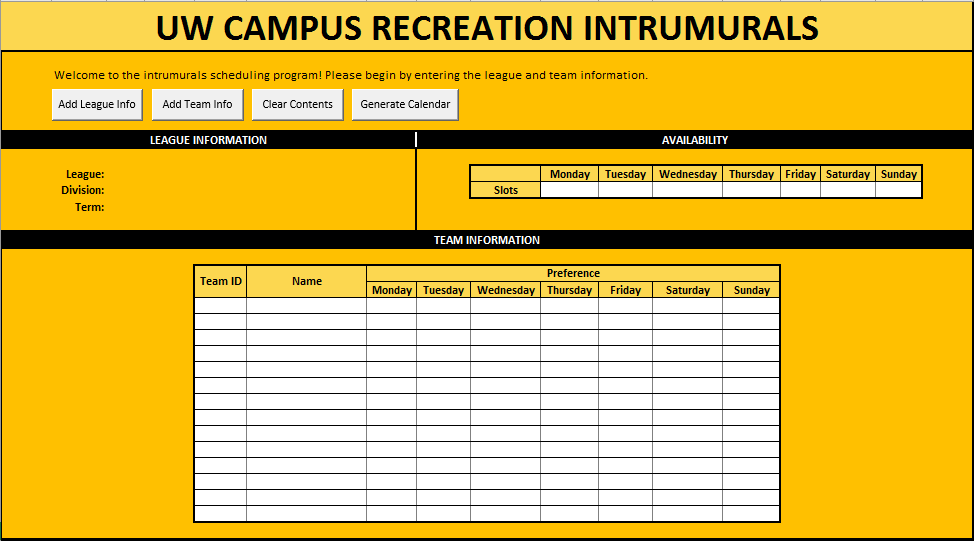 UW CAMPUS RECREATION INTRUMURALS
Welcome to the intrumurals scheduling program! Please begin by entering the league and team information.
Add League Info Add Team Info Clear Contents Generate Calendar
LEAGUE INFORMATION AVAILABILITY
League:
Division:
Term:
Monday Tuesday Wednesday Thursday Friday Saturday Sunday
Slots
TEAM INFORMATION
Team ID Name Preference
Monday Tuesday Wednesday Thursday Friday Saturday Sunday